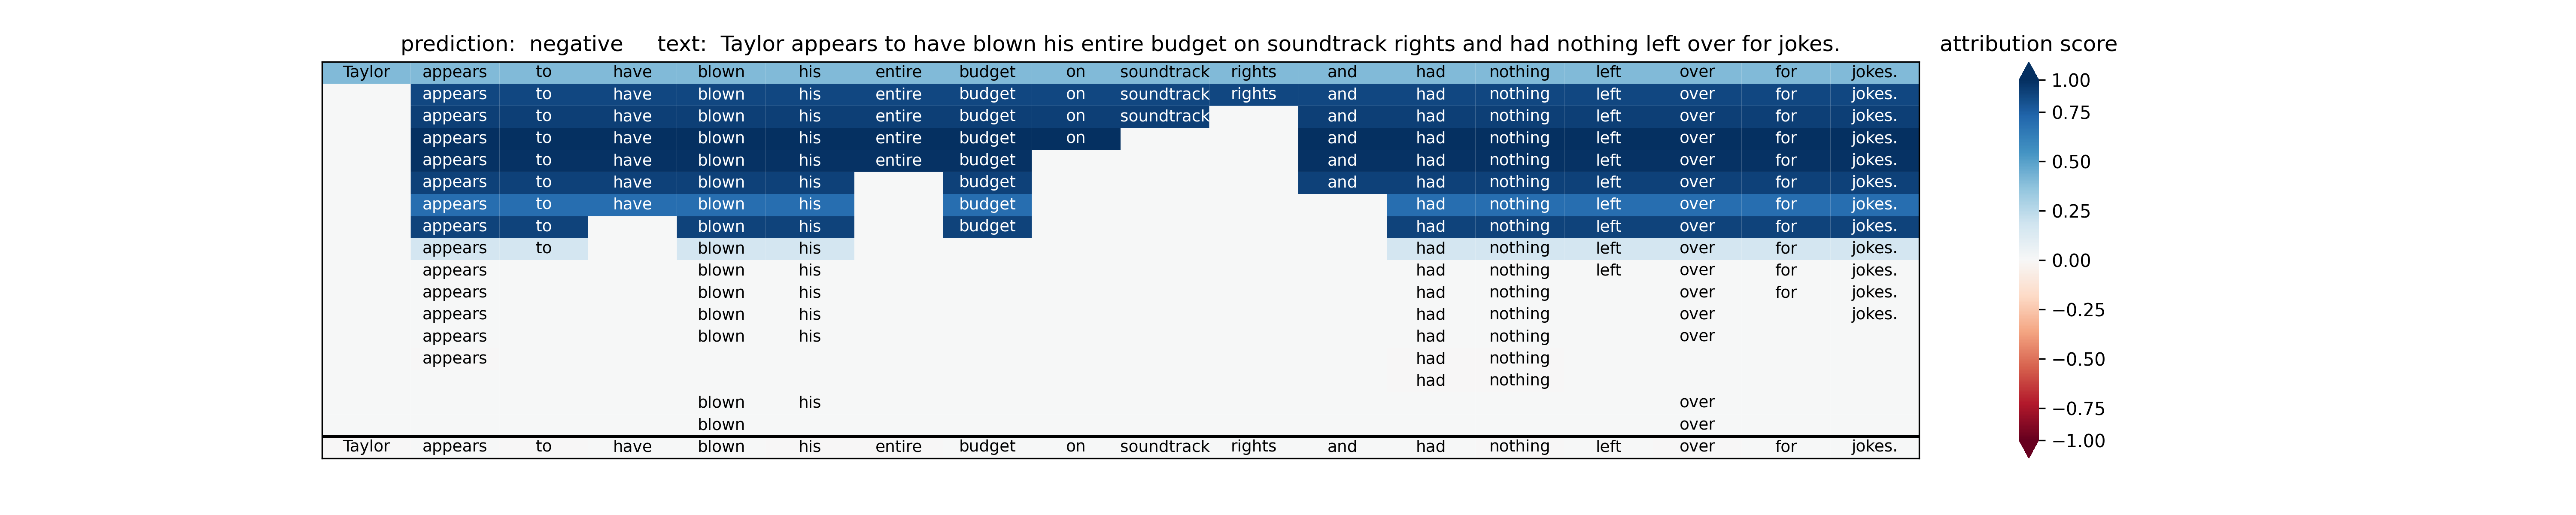 prediction: negative text: Taylor appears to have blown his entire budget on soundtrack rights and had nothing left over for jokes. attribution score
Taylor appears to have blown his entire budget on soundtrack rights and had nothing left over for jokes.
appears to have blown his entire budget on soundtrack rights and had nothing left over for jokes.
appears to have blown his entire budget on soundtrack and had nothing left over for jokes.
appears to have blown his entire budget on and had nothing left over for jokes.
appears to have blown his entire budget and had nothing left over for jokes.
appears to have blown his budget and had nothing left over for jokes.
appears to have blown his budget had nothing left over for jokes.
appears to blown his budget had nothing left over for jokes.
appears to blown his had nothing left over for jokes.
appears blown his had nothing left over for jokes.
appears blown his had nothing over for jokes.
appears blown his had nothing over jokes.
appears blown his had nothing over
appears had nothing
had nothing
blown his over
blown over
Taylor appears to have blown his entire budget on soundtrack rights and had nothing left over for jokes.
1.00
0.75
0.50
0.25
0.00
−0.25
−0.50
−0.75
−1.00